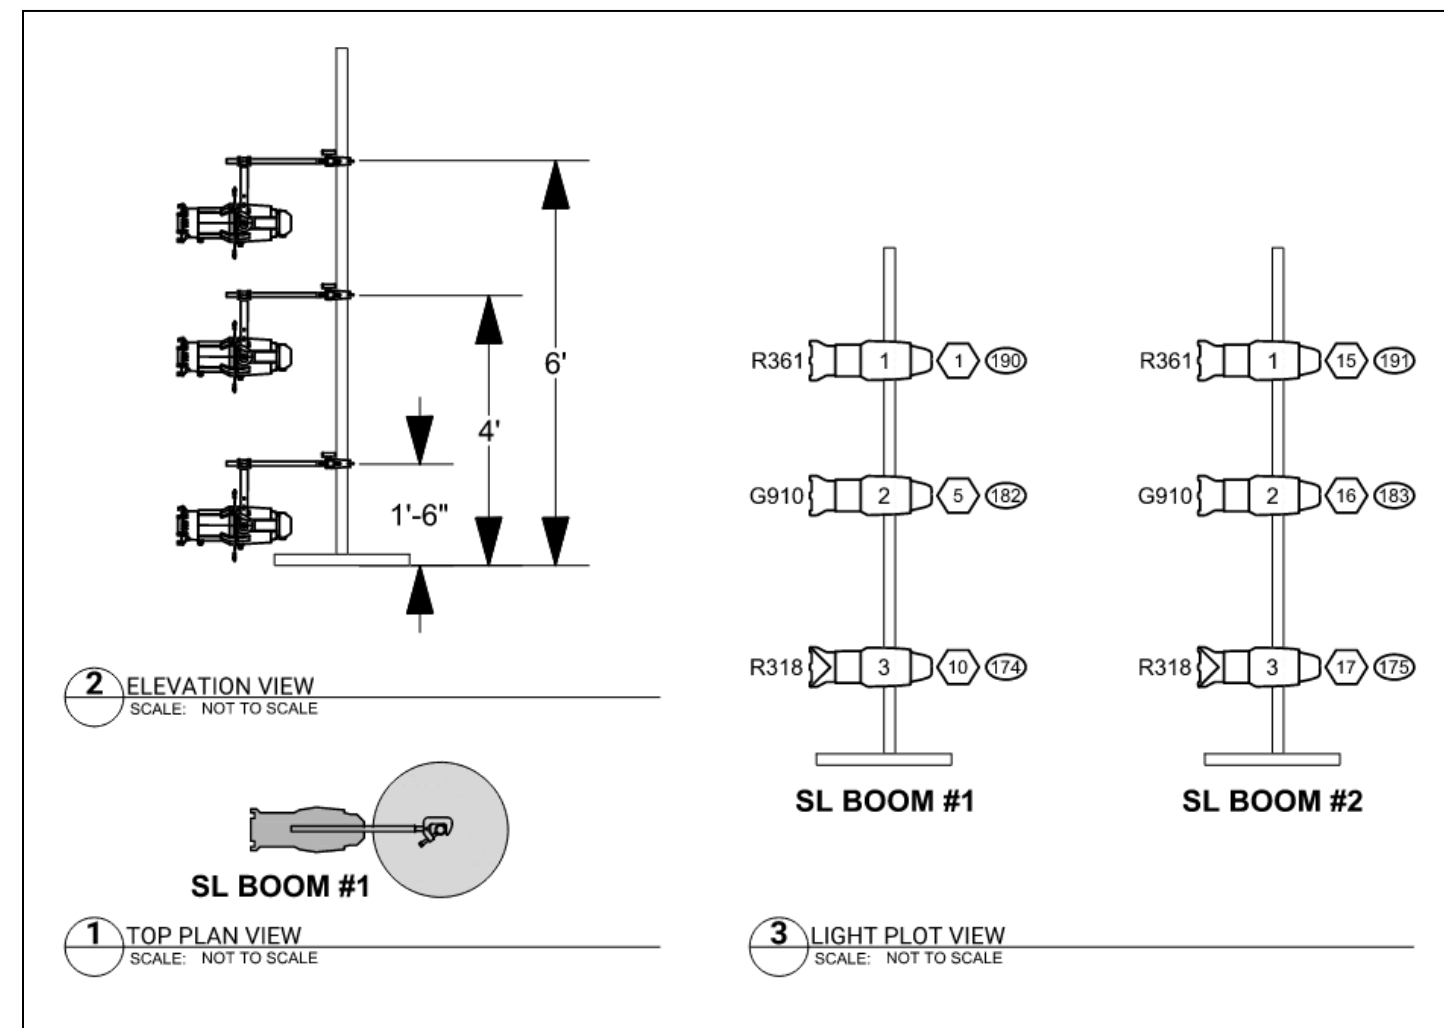 6'
4'
1'-6"
2 ELEVATION VIEW
SCALE: NOT TO SCALE
SL BOOM #1
1 TOP PLAN VIEW
SCALE: NOT TO SCALE
R361 1 1 190
G910 2 5 182
R318 3 10 174
SL BOOM #1
R361 1 15 191
G910 2 16 183
R318 3 17 175
SL BOOM #2
3 LIGHT PLOT VIEW
SCALE: NOT TO SCALE